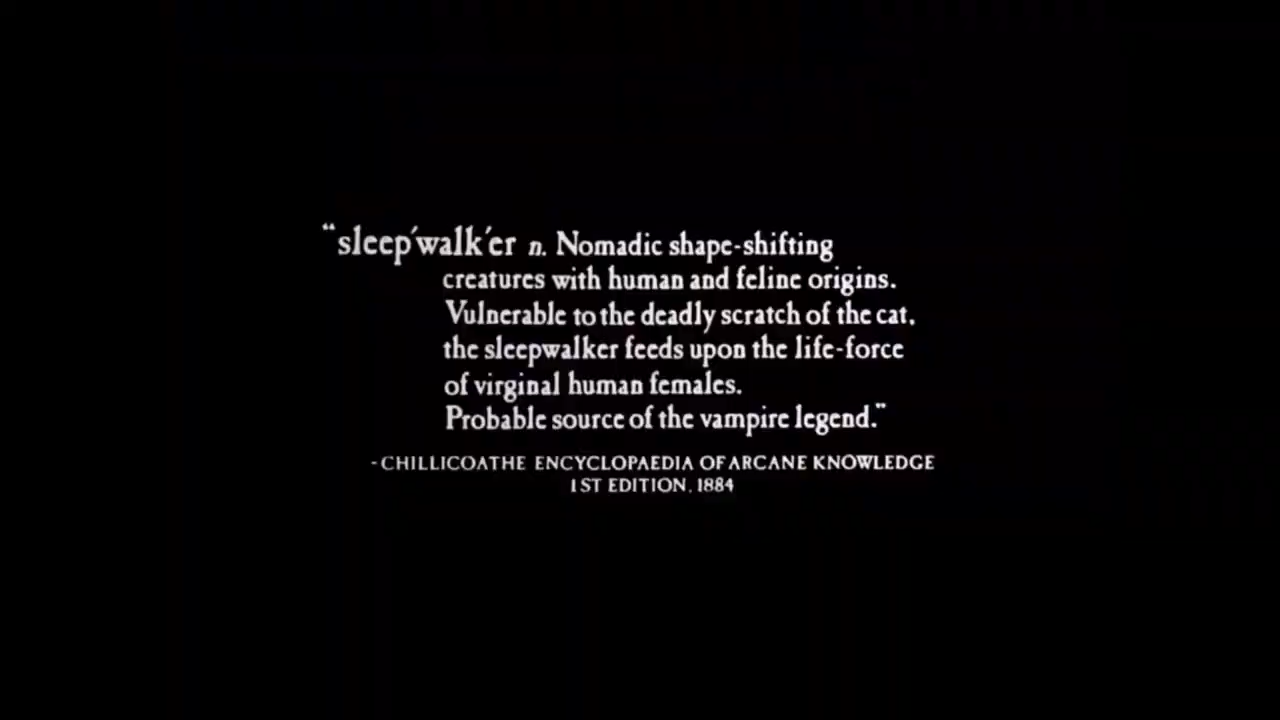 “sleep′walk′er n. Nomadic shape-shifting
creatures with human and feline origins.
Vulnerable to the deadly scratch of the cat,
the sleepwalker feeds upon the life-force
of virginal human females.
Probable source of the vampire legend.”
-CHILLICOATHE ENCYCLOPAEDIA OF ARCANE KNOWLEDGE
1ST EDITION, 1884